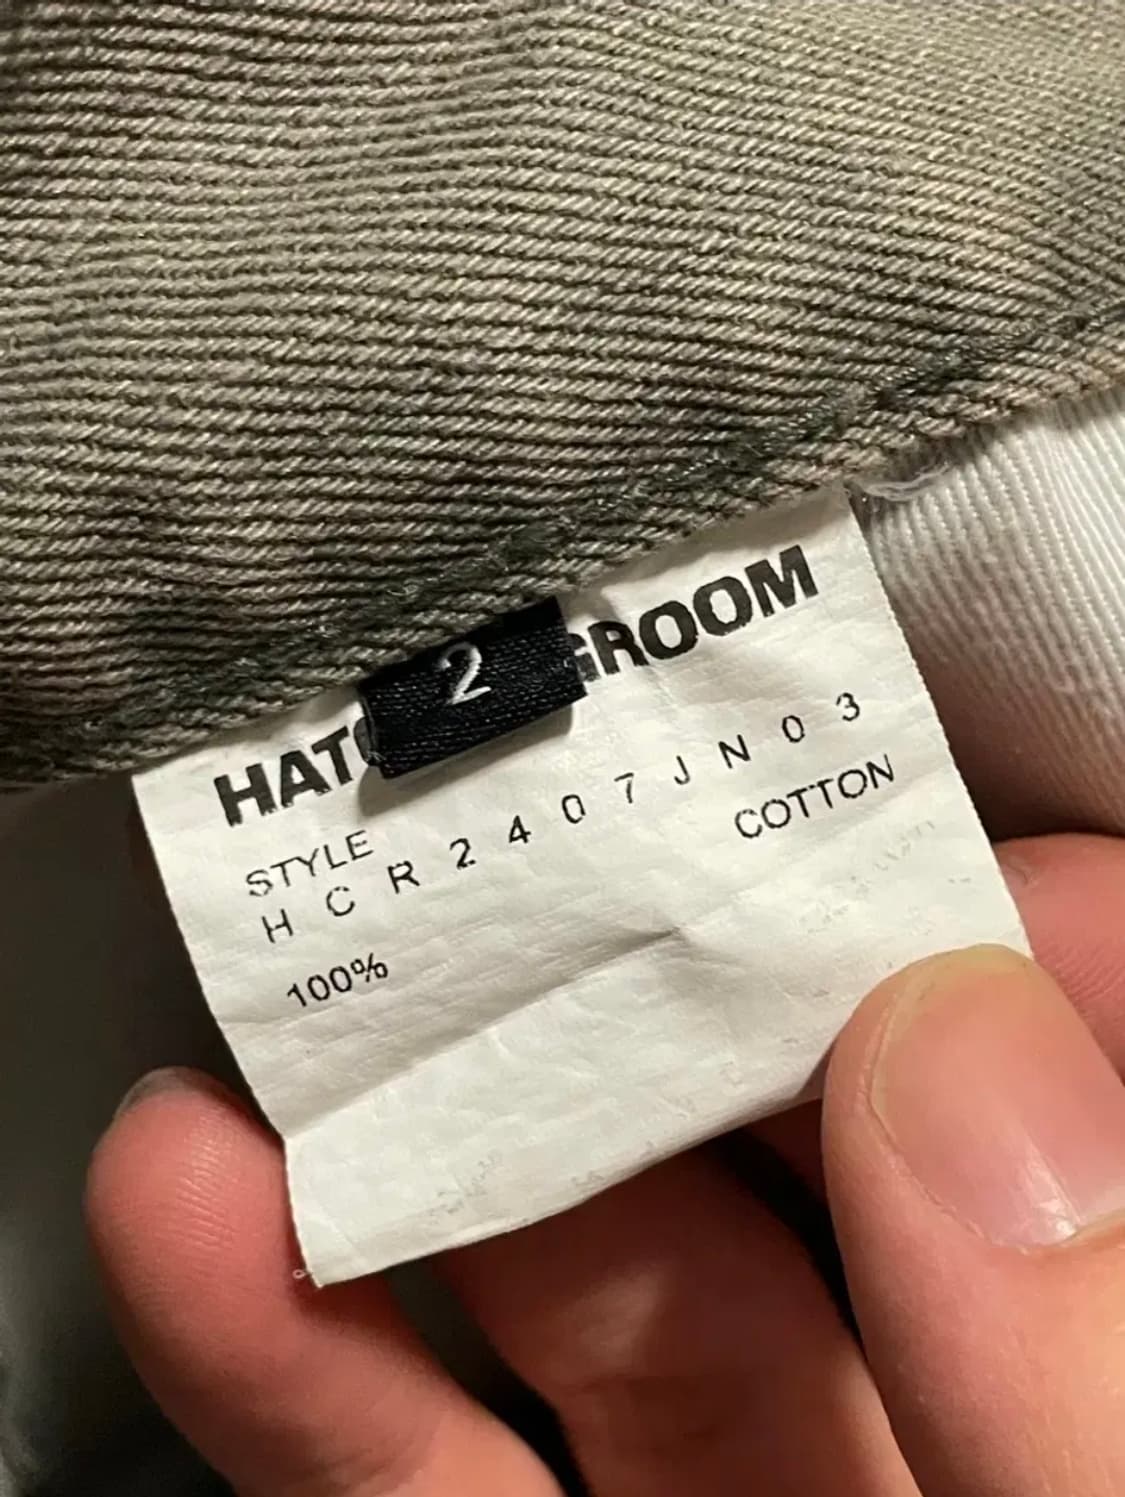 2
HAT GROOM
STYLE
H C R 2 4 0 7 J N 0 3
100% COTTON